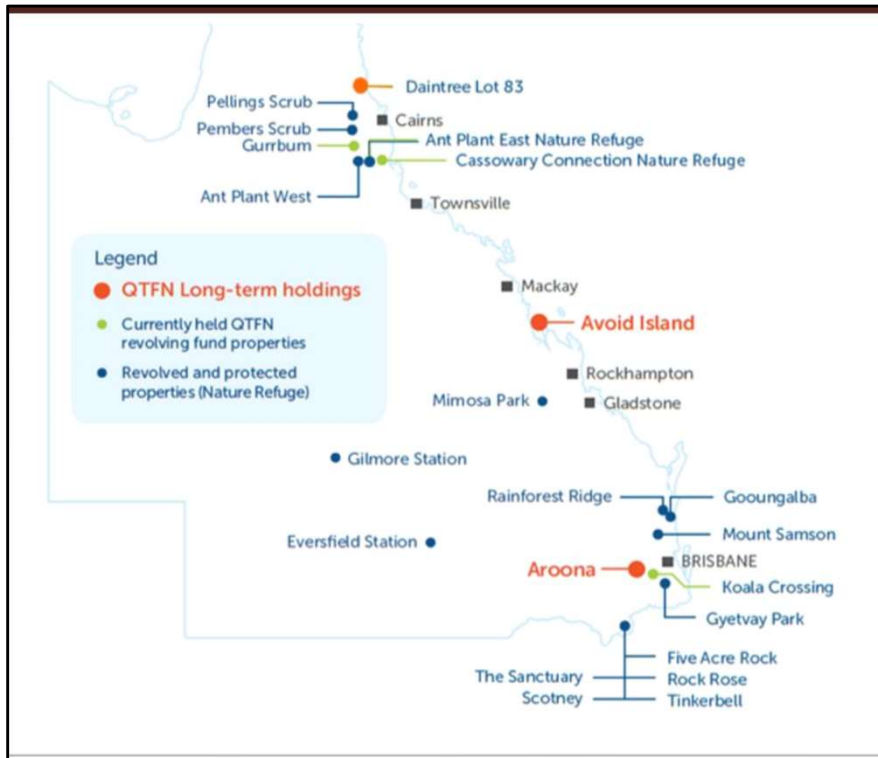 Daintree Lot 83
Pellings Scrub
Cairns
Pembers Scrub
Ant Plant East Nature Refuge
Gurrbum
Cassowary Connection Nature Refuge
Ant Plant West
Townsville
Legend
QTFN Long-term holdings
Currently held QTFN
revolving fund properties
Revolved and protected
properties (Nature Refuge)
Mackay
Avoid Island
Rockhampton
Mimosa Park
Gladstone
Gilmore Station
Rainforest Ridge
Gooungalba
Mount Samson
Eversfield Station
BRISBANE
Aroona
Koala Crossing
Gyetvay Park
Five Acre Rock
The Sanctuary
Rock Rose
Scotney
Tinkerbell